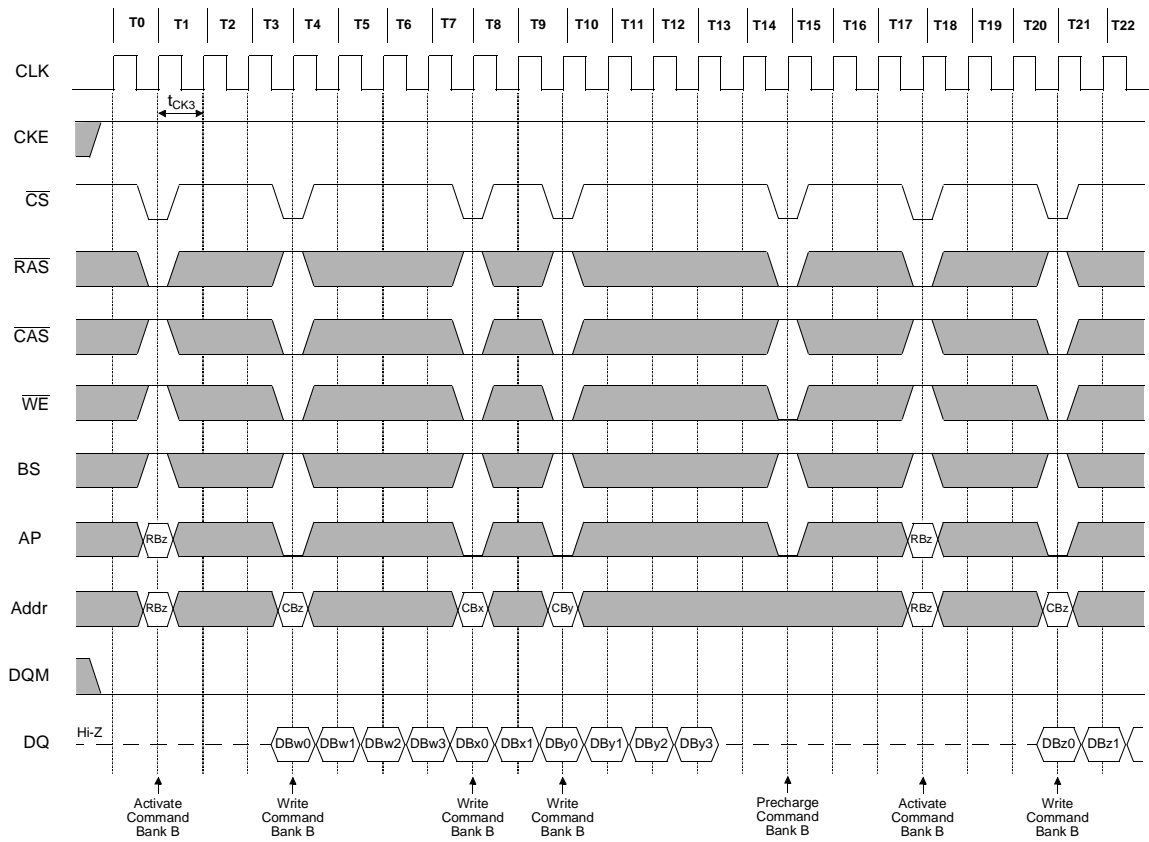 T0 T1 T2 T3 T4 T5 T6 T7 T8 T9 T10 T11 T12 T13 T14 T15 T16 T17 T18 T19 T20 T21 T22
CLK
tCK3
CKE
CS
RAS
CAS
WE
BS
AP
RBz RBz
Addr
RBz CBz CBx CBy RBz CBz
DQM
DQ
Hi-Z
DBw0 DBw1 DBw2 DBw3 DBx0 DBx1 DBy0 DBy1 DBy2 DBy3 DBz0 DBz1
Activate
Command
Bank B
Write
Command
Bank B
Write
Command
Bank B
Write
Command
Bank B
Precharge
Command
Bank B
Activate
Command
Bank B
Write
Command
Bank B